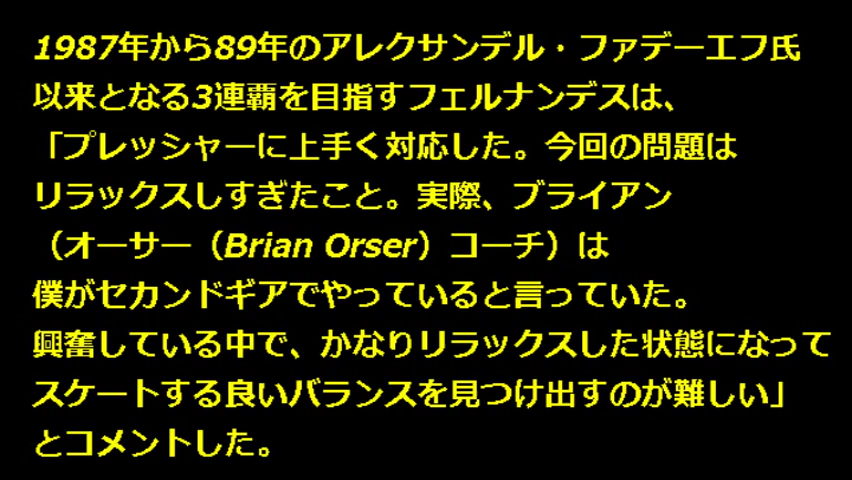 1987年から89年のアレクサンデル・ファデーエフ氏
以来となる3連覇を目指すフェルナンデスは、
「プレッシャーに上手く対応した。今回の問題は
リラックスしすぎたこと。実際、ブライアン
（オーサー（Brian Orser）コーチ）は
僕がセカンドギアでやっていると言っていた。
興奮している中で、かなりリラックスした状態になって
スケートする良いバランスを見つけ出すのが難しい」
とコメントした。